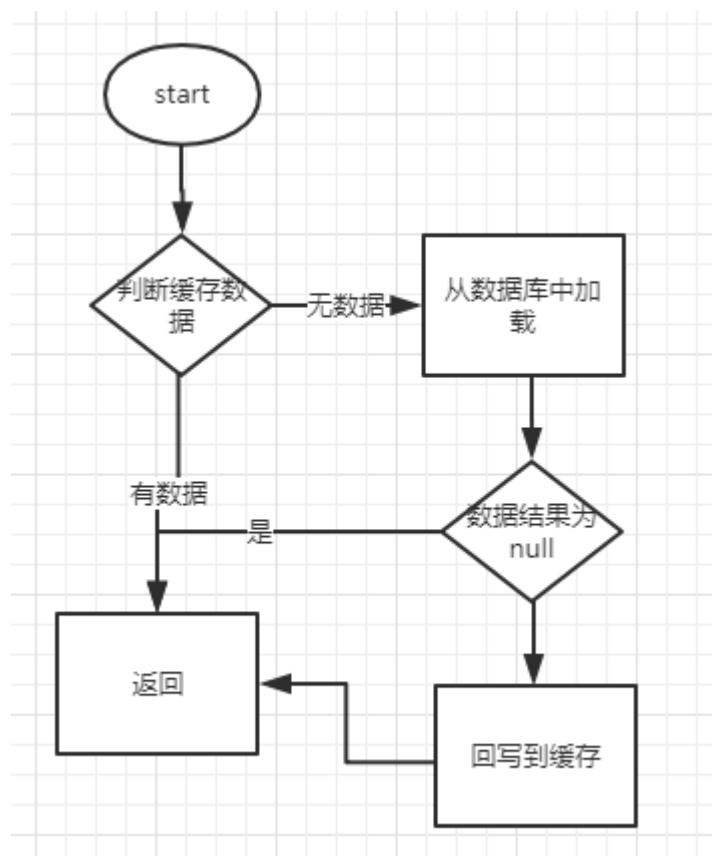 start
判断缓存数
据
无数据
从数据库中加
载
有数据
是
数据结果为
null
返回
回写到缓存